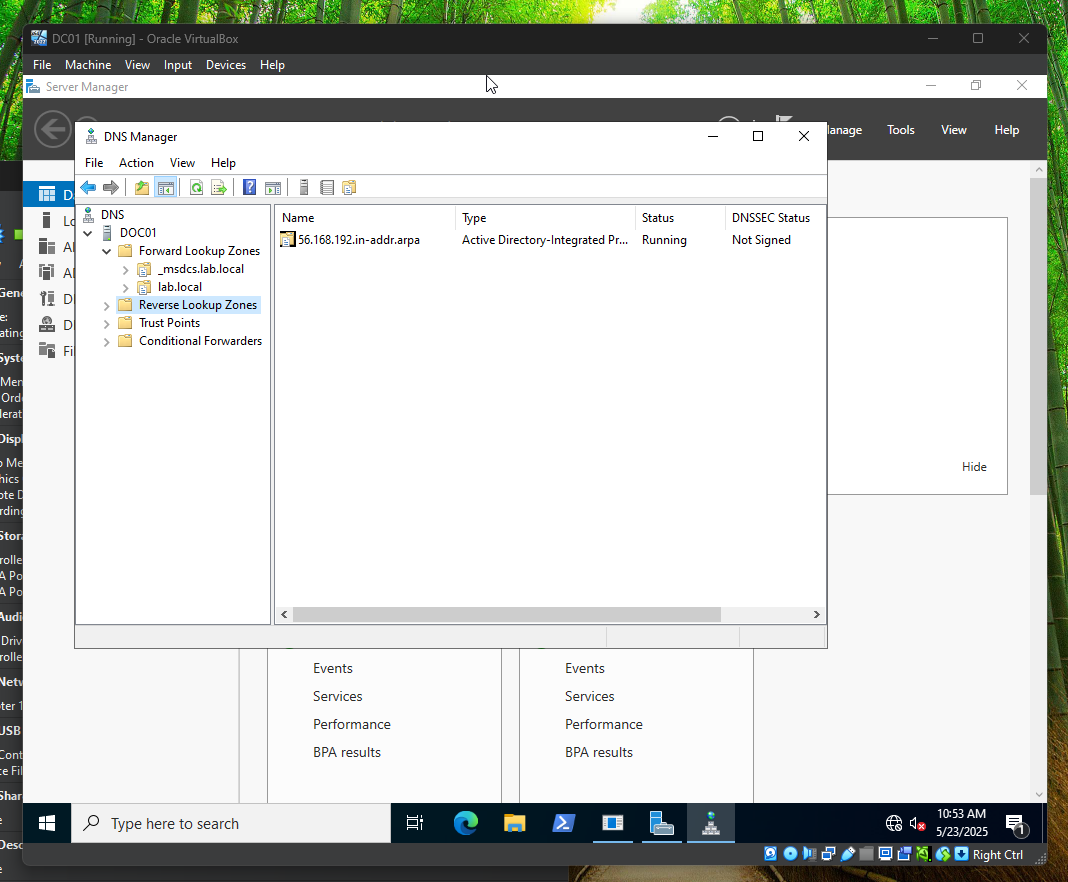 DC01 [Running] - Oracle VirtualBox
File Machine View Input Devices Help
Server Manager
anage Tools View Help
DNS Manager
File Action View Help
DNS
DOC01
Forward Lookup Zones
_msdcs.lab.local
lab.local
Reverse Lookup Zones
Trust Points
Conditional Forwarders
Name Type Status DNSSEC Status
56.168.192.in-addr.arpa Active Directory-Integrated Pr... Running Not Signed
Hide
Events
Services
Performance
BPA results
Events
Services
Performance
BPA results
Type here to search
10:53 AM
5/23/2025
1
Right Ctrl